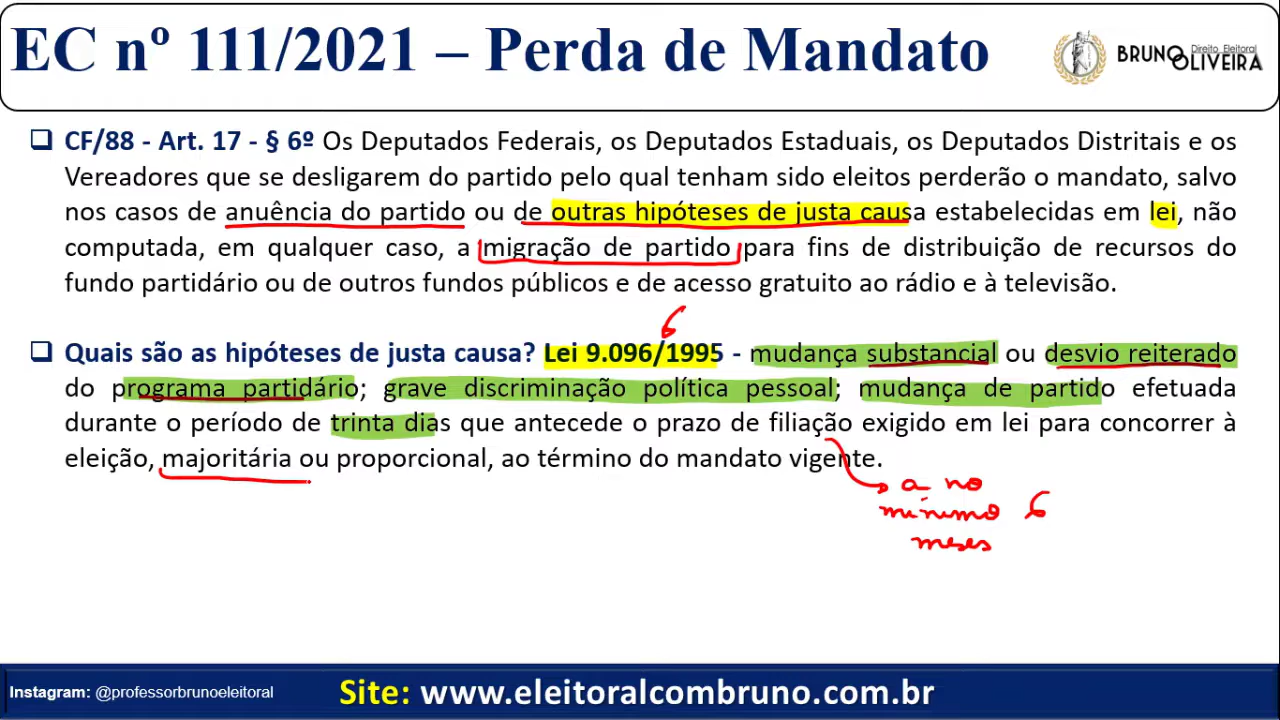 EC nº 111/2021 – Perda de Mandato
Direito Eleitoral
BRUNO OLIVEIRA
❑ CF/88 - Art. 17 - § 6º Os Deputados Federais, os Deputados Estaduais, os Deputados Distritais e os
Vereadores que se desligarem do partido pelo qual tenham sido eleitos perderão o mandato, salvo
nos casos de anuência do partido ou de outras hipóteses de justa causa estabelecidas em lei, não
computada, em qualquer caso, a migração de partido para fins de distribuição de recursos do
fundo partidário ou de outros fundos públicos e de acesso gratuito ao rádio e à televisão.
6
❑ Quais são as hipóteses de justa causa? Lei 9.096/1995 - mudança substancial ou desvio reiterado
do programa partidário; grave discriminação política pessoal; mudança de partido efetuada
durante o período de trinta dias que antecede o prazo de filiação exigido em lei para concorrer à
eleição, majoritária ou proporcional, ao término do mandato vigente.
a no
minimo 6
meses
Instagram: @professorbrunoeleitoral
Site: www.eleitoralcombruno.com.br